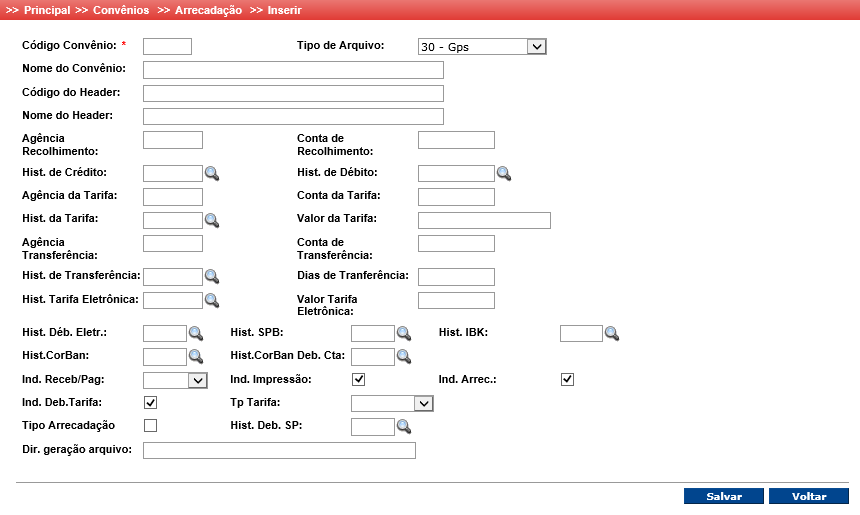 >> Principal >> Convênios >> Arrecadação >> Inserir
Código Convênio: * Tipo de Arquivo: 30 - Gps
Nome do Convênio:
Código do Header:
Nome do Header:
Agência Recolhimento: Conta de Recolhimento:
Hist. de Crédito: Hist. de Débito:
Agência da Tarifa: Conta da Tarifa:
Hist. da Tarifa: Valor da Tarifa:
Agência Transferência: Conta de Transferência:
Hist. de Transferência: Dias de Tranferência:
Hist. Tarifa Eletrônica: Valor Tarifa Eletrônica:
Hist. Déb. Eletr.: Hist. SPB: Hist. IBK:
Hist.CorBan: Hist.CorBan Deb. Cta:
Ind. Receb/Pag: Ind. Impressão: Ind. Arrec.:
Ind. Deb.Tarifa: Tp Tarifa:
Tipo Arrecadação Hist. Deb. SP:
Dir. geração arquivo:
Salvar Voltar